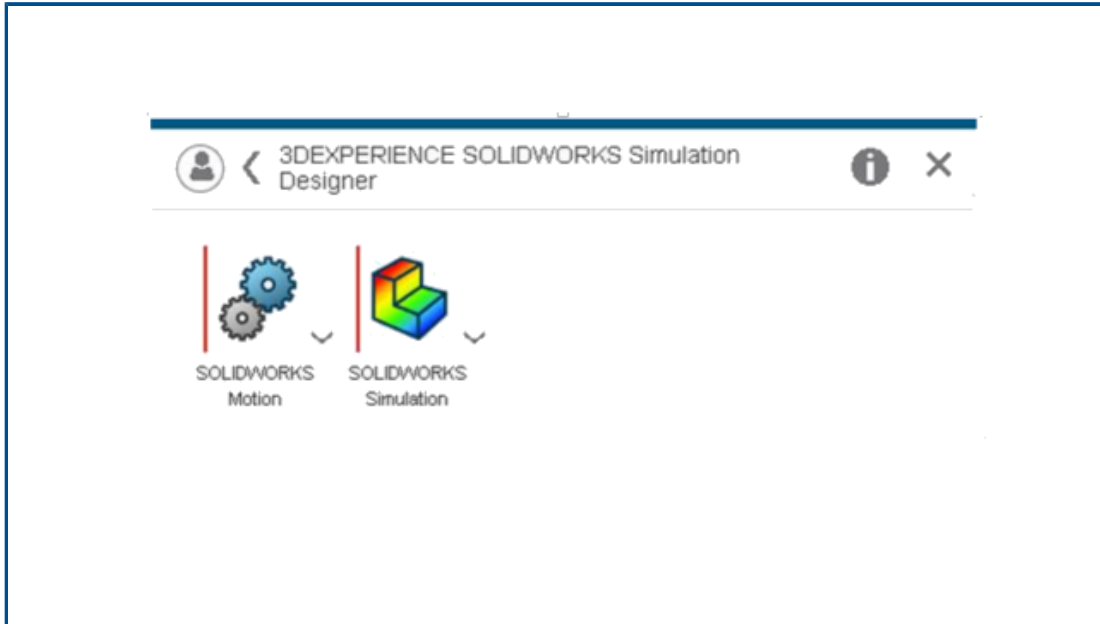 3DEXPERIENCE SOLIDWORKS Simulation
Designer
SOLIDWORKS
Motion
SOLIDWORKS
Simulation